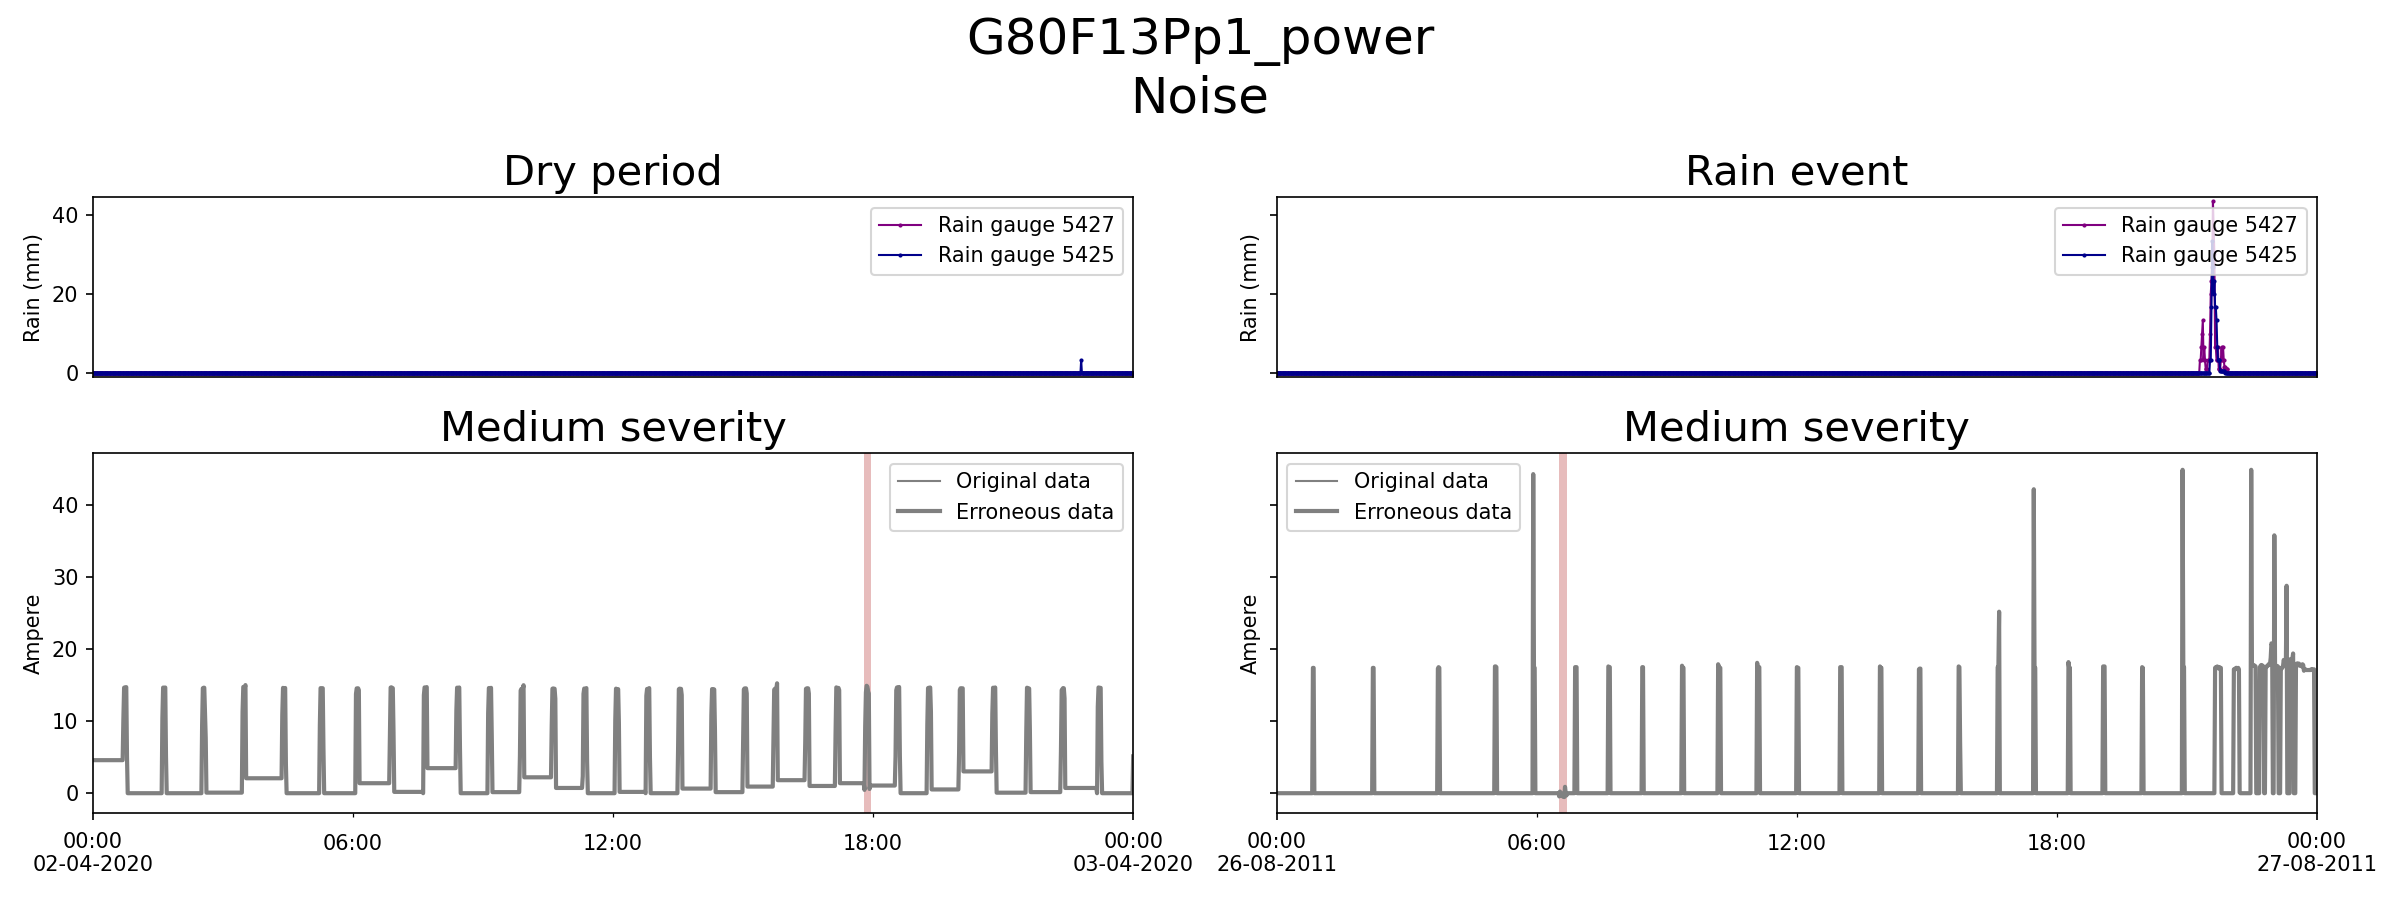 G80F13Pp1_power
Noise
Dry period
Rain event
40
20
0
Rain (mm)
Rain gauge 5427
Rain gauge 5425
Rain (mm)
Rain gauge 5427
Rain gauge 5425
Medium severity
Medium severity
40
30
20
10
0
Ampere
Original data
Erroneous data
Ampere
Original data
Erroneous data
00:00
02-04-2020
06:00
12:00
18:00
00:00
03-04-2020
00:00
26-08-2011
06:00
12:00
18:00
00:00
27-08-2011